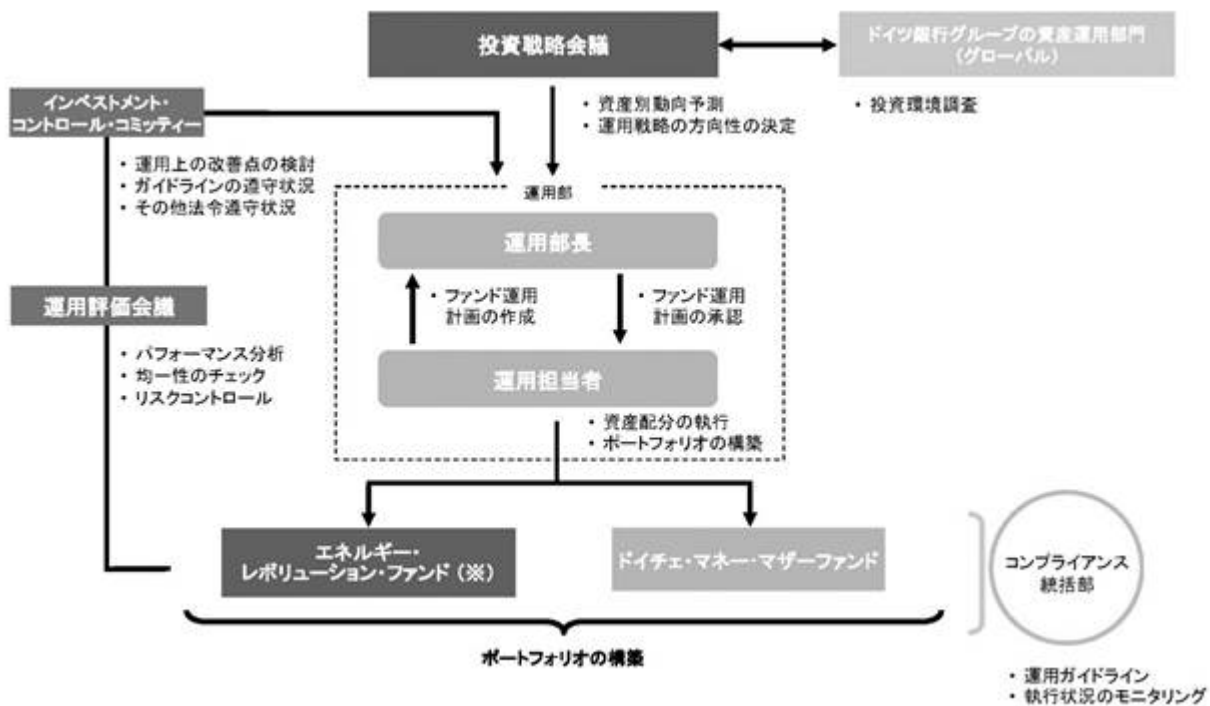 投資戦略会議
ドイツ銀行グループの資産運用部門
(グローバル)
・投資環境調査
・資産別動向予測
・運用戦略の方向性の決定
インベストメント・
コントロール・コミッティー
・運用上の改善点の検討
・ガイドラインの遵守状況
・その他法令遵守状況
運用部
運用部長
・ファンド運用
計画の作成
・ファンド運用
計画の承認
運用評価会議
・パフォーマンス分析
・均一性のチェック
・リスクコントロール
運用担当者
・資産配分の執行
・ポートフォリオの構築
エネルギー・
レボリューション・ファンド(※)
ドイチェ・マネー・マザーファンド
コンプライアンス
統括部
ポートフォリオの構築
・運用ガイドライン
・執行状況のモニタリング